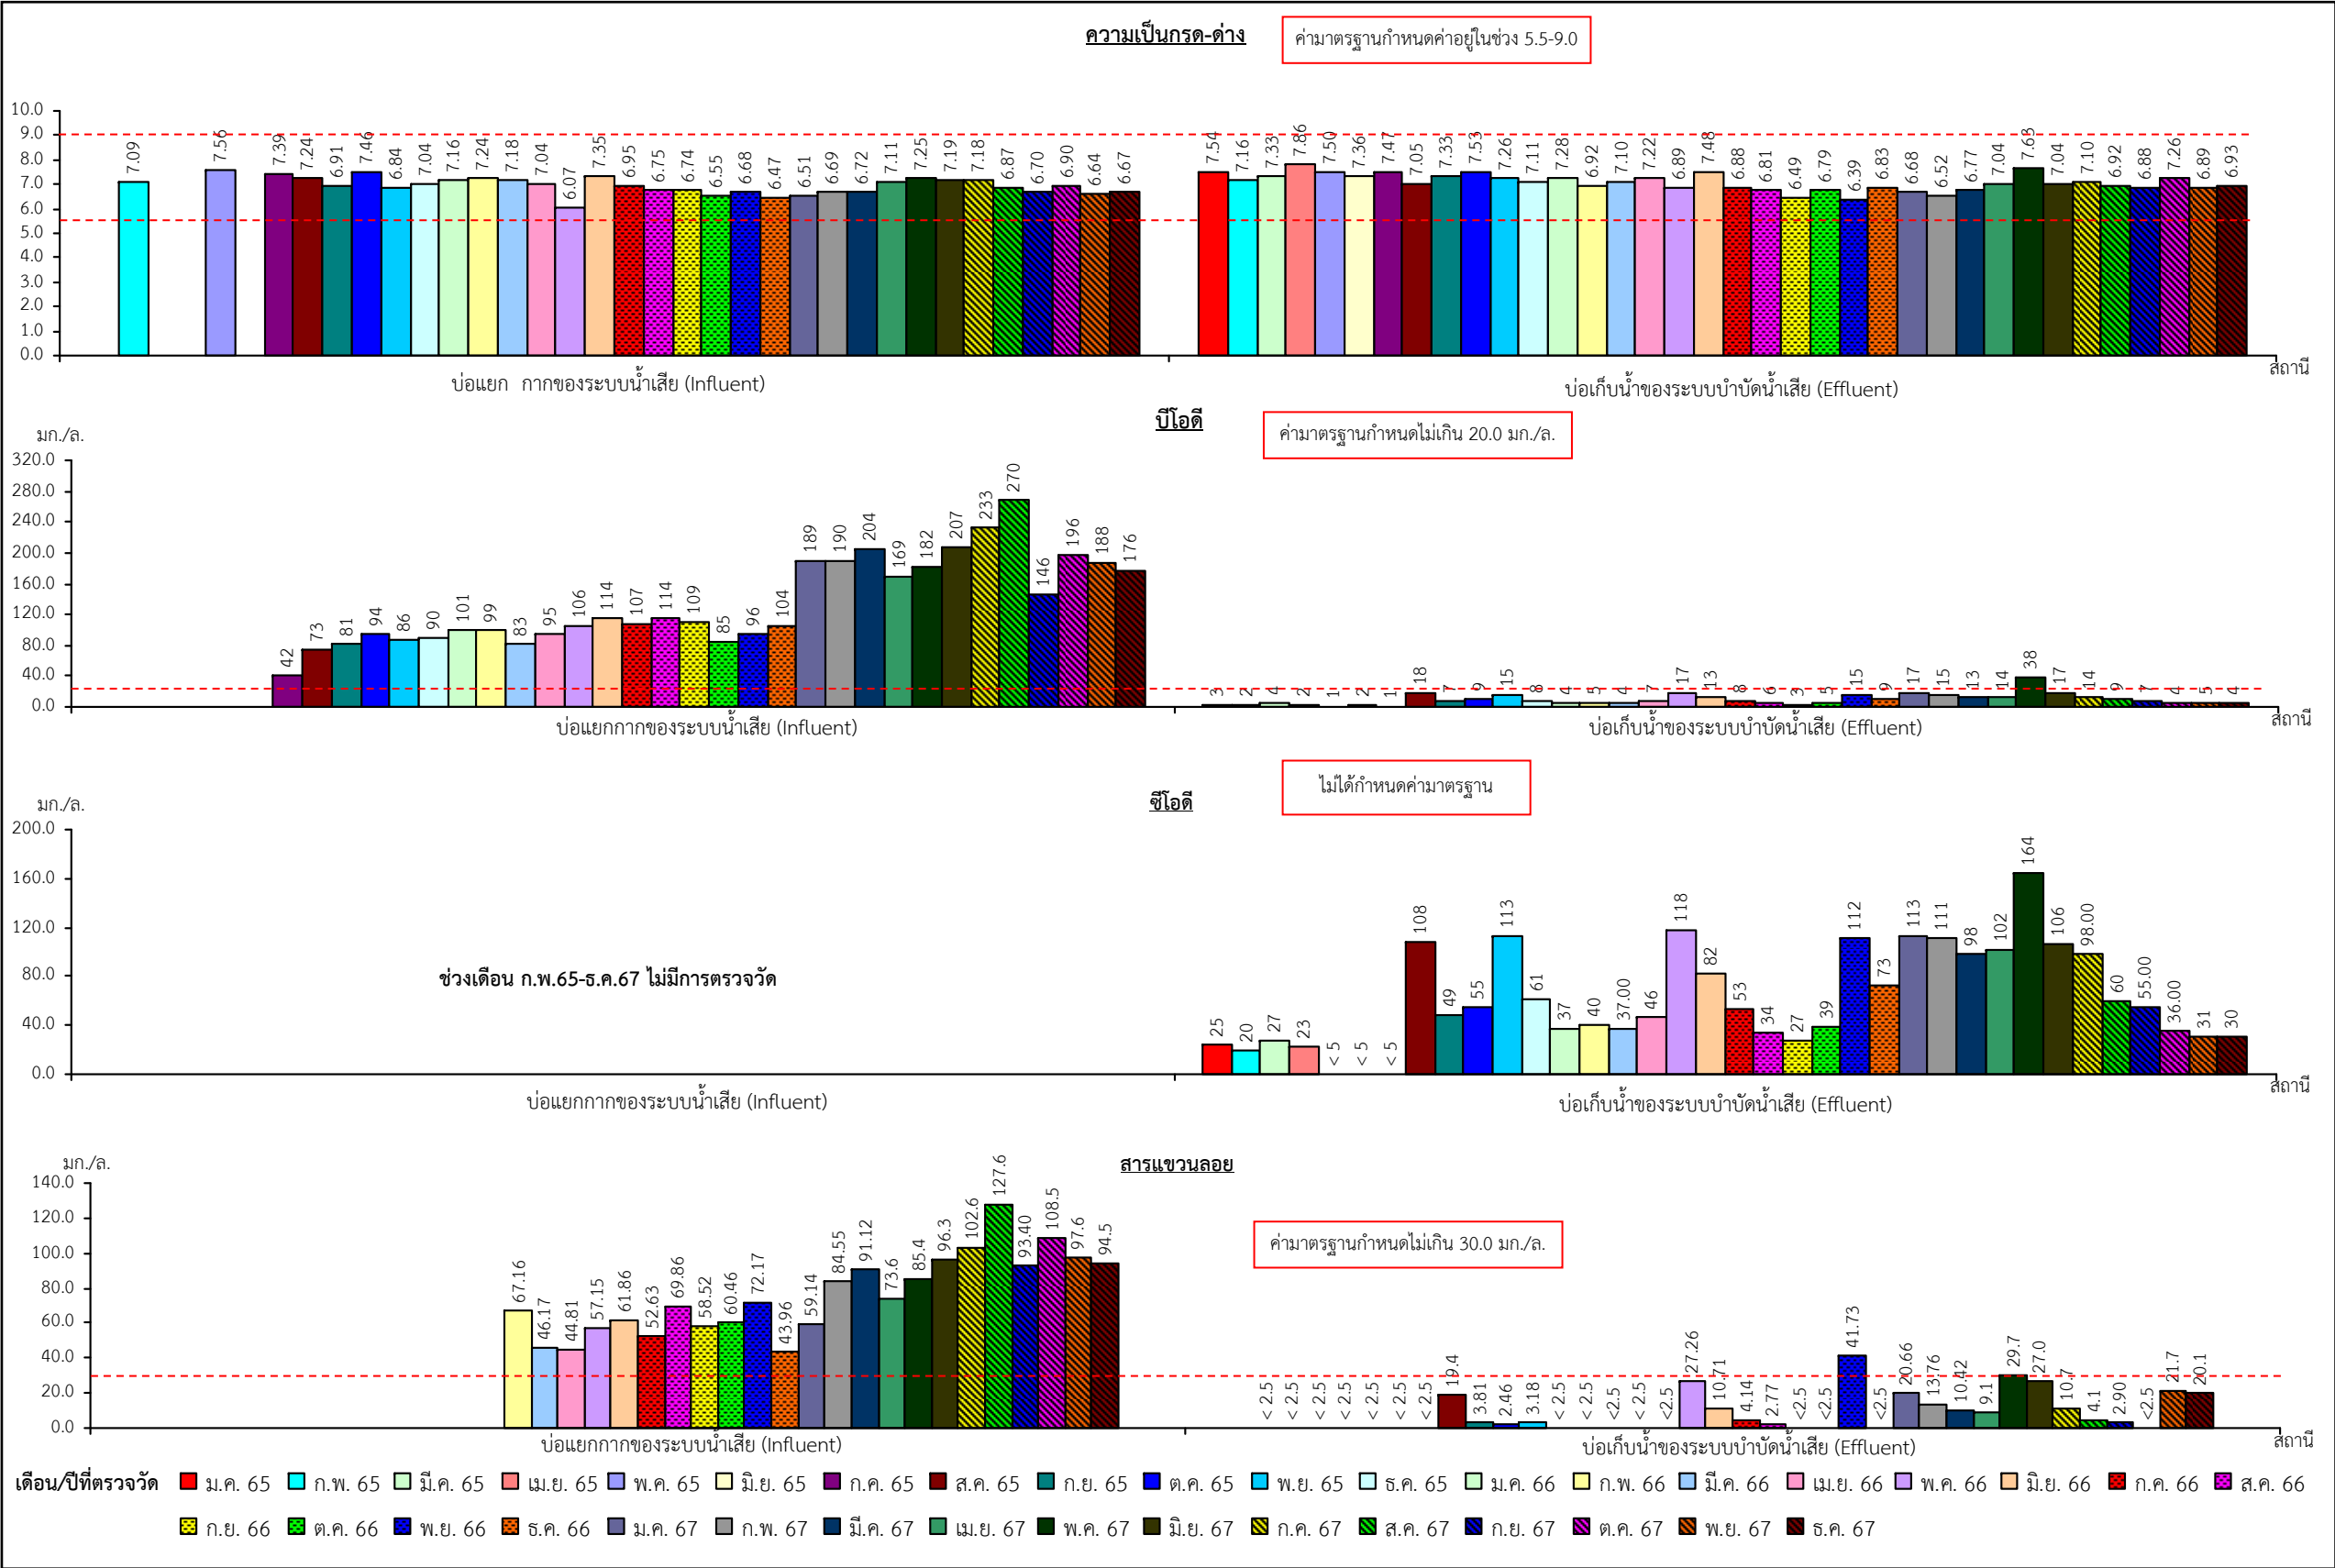 ความเป็นกรด-ด่าง
ค่ามาตรฐานกำหนดค่าอยู่ในช่วง 5.5-9.0
10.0
9.0
8.0
7.0
6.0
5.0
4.0
3.0
2.0
1.0
0.0
7.09 7.56 7.39 7.24 6.91 7.46 6.84 7.04 7.16 7.24 7.18 7.04 6.07 7.35 6.95 6.75 6.74 6.55 6.68 6.47 6.51 6.69 6.72 7.11 7.25 7.19 7.18 6.87 6.70 6.90 6.64 6.67
7.54 7.16 7.33 7.86 7.50 7.36 7.47 7.05 7.33 7.53 7.26 7.11 7.28 6.92 7.10 7.22 6.89 7.48 6.88 6.81 6.49 6.79 6.39 6.83 6.68 6.52 6.77 7.04 7.63 7.04 7.10 6.92 6.88 7.26 6.89 6.93
บ่อแยก กากของระบบน้ำเสีย (Influent)
บ่อเก็บน้ำของระบบบำบัดน้ำเสีย (Effluent)
สถานี
บีโอดี
ค่ามาตรฐานกำหนดไม่เกิน 20.0 มก./ล.
มก./ล.
320.0
280.0
240.0
200.0
160.0
120.0
80.0
40.0
0.0
42 73 81 94 86 90 101 99 83 95 106 114 107 114 109 85 96 104 189 190 204 169 182 207 233 270 146 196 188 176
3 2 4 2 1 2 1 18 7 9 15 8 4 5 4 7 17 13 8 6 3 5 15 9 17 15 13 14 38 17 14 9 7 4 5 4
บ่อแยกกากของระบบน้ำเสีย (Influent)
บ่อเก็บน้ำของระบบบำบัดน้ำเสีย (Effluent)
สถานี
ซีโอดี
ไม่ได้กำหนดค่ามาตรฐาน
มก./ล.
200.0
160.0
120.0
80.0
40.0
0.0
ช่วงเดือน ก.พ.65-ธ.ค.67 ไม่มีการตรวจวัด
25 20 27 23 < 5 < 5 < 5 108 49 55 113 61 37 40 37.00 46 118 82 53 34 27 39 112 73 113 111 98 102 164 106 98.00 60 55.00 36.00 31 30
บ่อแยกกากของระบบน้ำเสีย (Influent)
บ่อเก็บน้ำของระบบบำบัดน้ำเสีย (Effluent)
สถานี
สารแขวนลอย
ค่ามาตรฐานกำหนดไม่เกิน 30.0 มก./ล.
มก./ล.
140.0
120.0
100.0
80.0
60.0
40.0
20.0
0.0
67.16 46.17 44.81 57.15 61.86 52.63 69.86 58.52 60.46 72.17 43.96 59.14 84.55 91.12 73.6 85.4 96.3 102.6 127.6 93.40 108.5 97.6 94.5
< 2.5 < 2.5 < 2.5 < 2.5 < 2.5 < 2.5 < 2.5 19.4 3.81 2.46 3.18 < 2.5 < 2.5 <2.5 < 2.5 <2.5 27.26 10.71 4.14 2.77 <2.5 <2.5 41.73 <2.5 20.66 13.76 10.42 9.1 29.7 27.0 10.7 4.1 2.90 <2.5 21.7 20.1
บ่อแยกกากของระบบน้ำเสีย (Influent)
บ่อเก็บน้ำของระบบบำบัดน้ำเสีย (Effluent)
สถานี
เดือน/ปีที่ตรวจวัด ม.ค. 65 ก.พ. 65 มี.ค. 65 เม.ย. 65 พ.ค. 65 มิ.ย. 65 ก.ค. 65 ส.ค. 65 ก.ย. 65 ต.ค. 65 พ.ย. 65 ธ.ค. 65 ม.ค. 66 ก.พ. 66 มี.ค. 66 เม.ย. 66 พ.ค. 66 มิ.ย. 66 ก.ค. 66 ส.ค. 66
ก.ย. 66 ต.ค. 66 พ.ย. 66 ธ.ค. 66 ม.ค. 67 ก.พ. 67 มี.ค. 67 เม.ย. 67 พ.ค. 67 มิ.ย. 67 ก.ค. 67 ส.ค. 67 ก.ย. 67 ต.ค. 67 พ.ย. 67 ธ.ค. 67